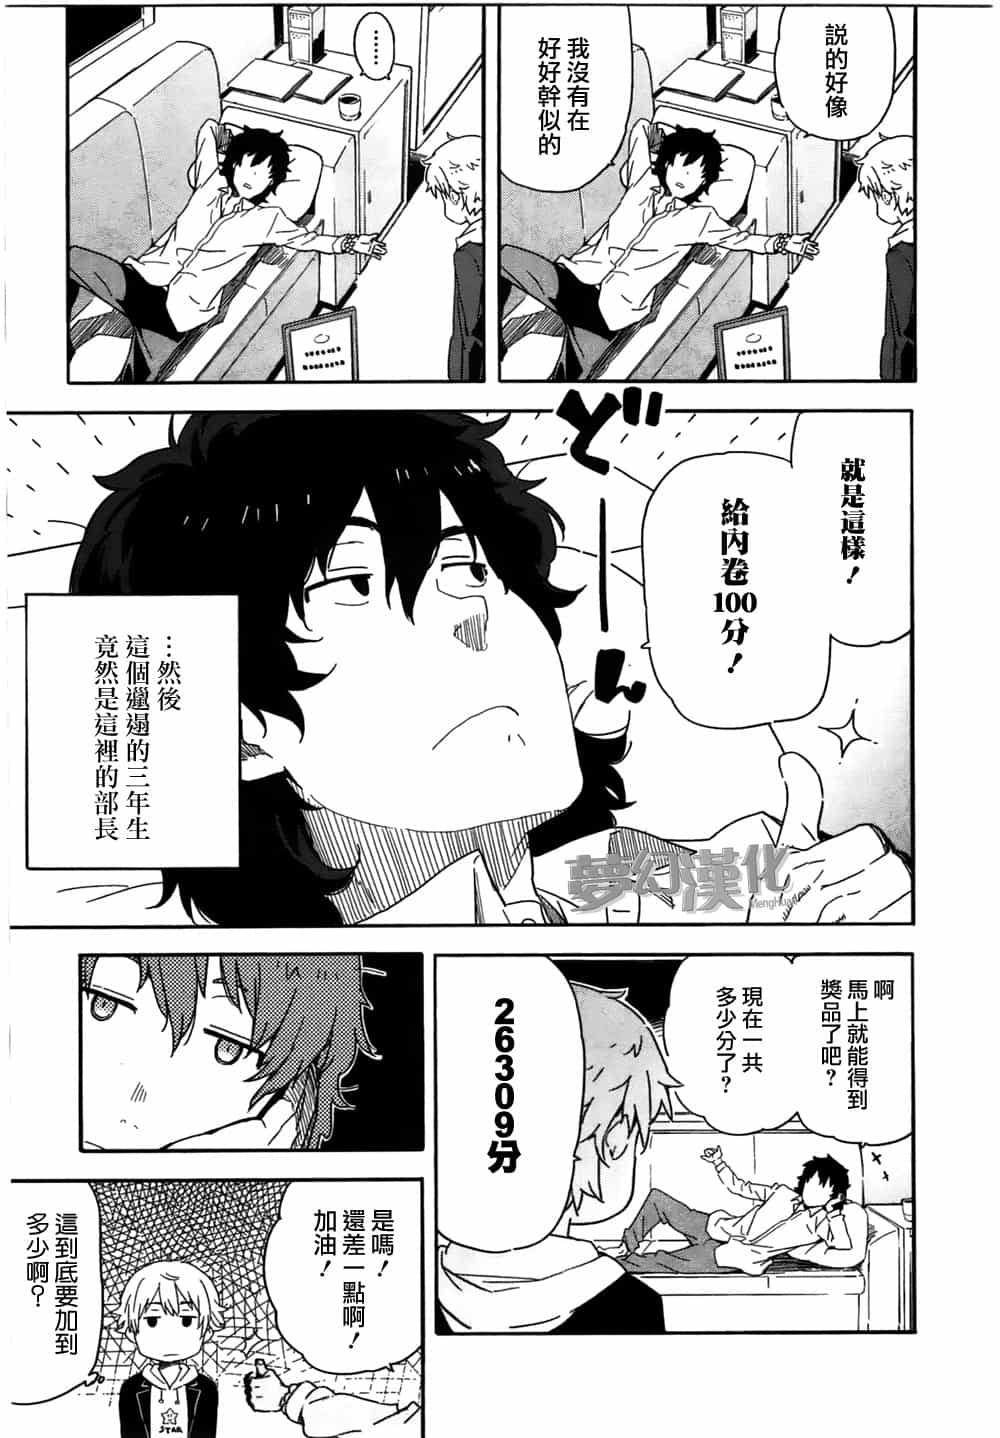 説的好像
我沒有在
好好幹似的
⋯⋯
就是這樣！
給內卷
100
分！
ど
ー
ん
…然後
這個邋遢的三年生
竟然是這裡的部長
夢幻漢化
MengHuan
啊
馬上就能得到
獎品了吧？
現在一共
多少分了？
26309分
是嗎！
還差一點啊！
加油！
這到底要加到
多少啊？
STAR